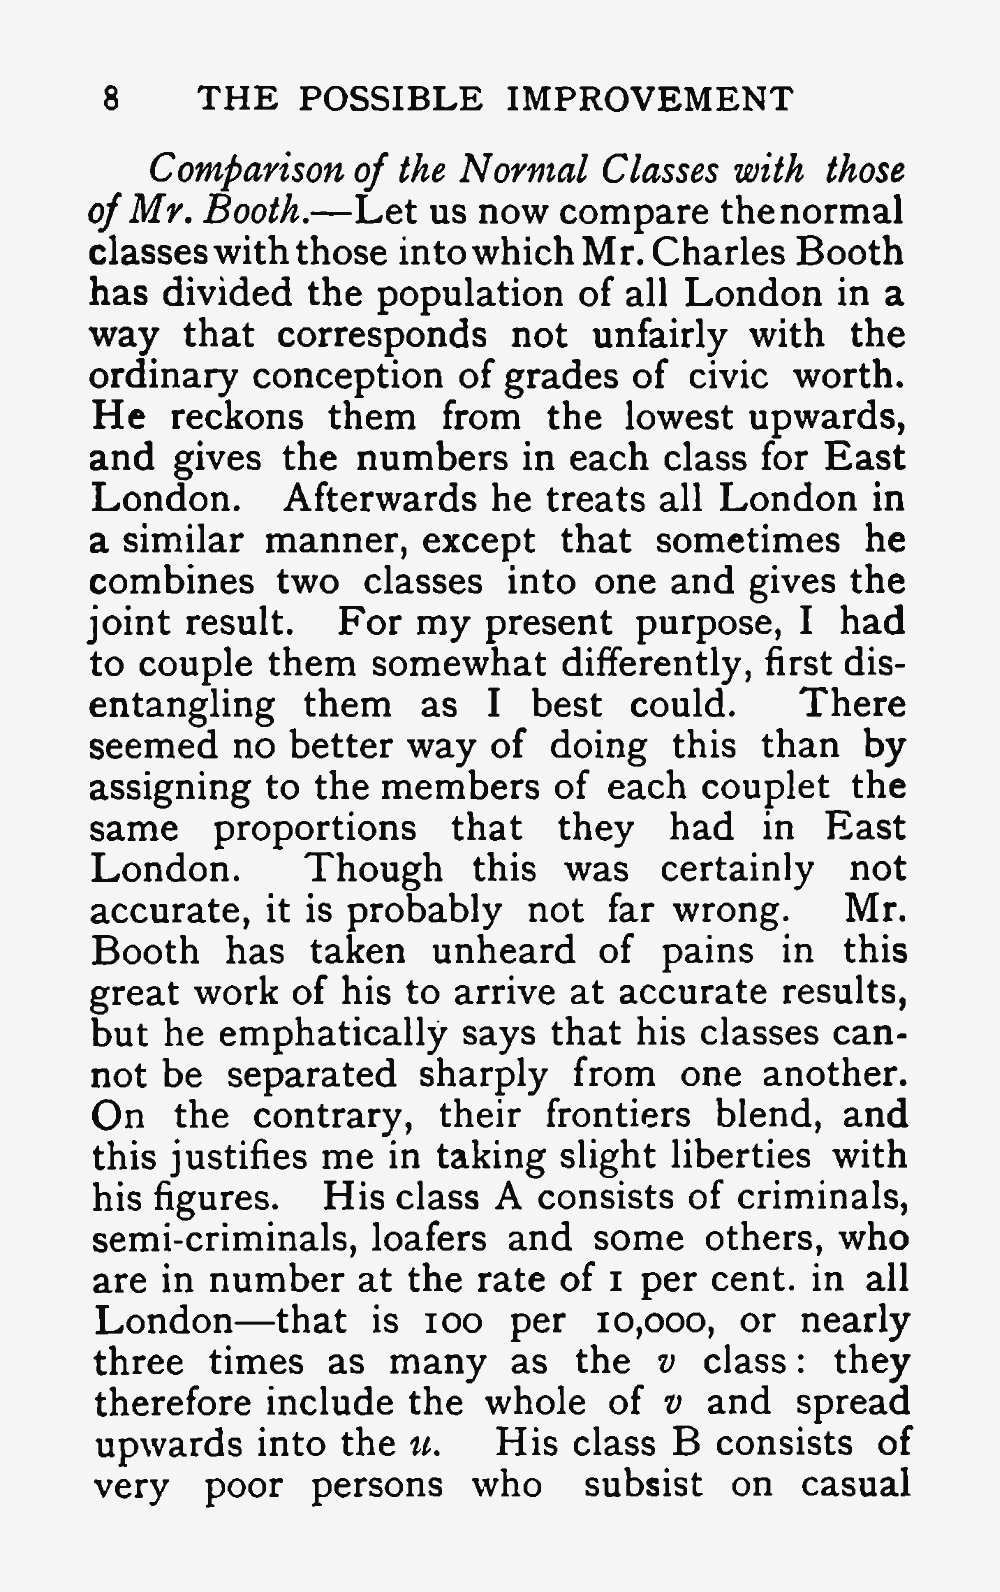 8 THE POSSIBLE IMPROVEMENT
Comparison of the Normal Classes with those
of Mr. Booth.—Let us now compare the normal
classes with those into which Mr. Charles Booth
has divided the population of all London in a
way that corresponds not unfairly with the
ordinary conception of grades of civic worth.
He reckons them from the lowest upwards,
and gives the numbers in each class for East
London. Afterwards he treats all London in
a similar manner, except that sometimes he
combines two classes into one and gives the
joint result. For my present purpose, I had
to couple them somewhat differently, first dis-
entangling them as I best could. There
seemed no better way of doing this than by
assigning to the members of each couplet the
same proportions that they had in East
London. Though this was certainly not
accurate, it is probably not far wrong. Mr.
Booth has taken unheard of pains in this
great work of his to arrive at accurate results,
but he emphatically says that his classes can-
not be separated sharply from one another.
On the contrary, their frontiers blend, and
this justifies me in taking slight liberties with
his figures. His class A consists of criminals,
semi-criminals, loafers and some others, who
are in number at the rate of 1 per cent. in all
London—that is 100 per 10,000, or nearly
three times as many as the v class: they
therefore include the whole of v and spread
upwards into the u. His class B consists of
very poor persons who subsist on casual